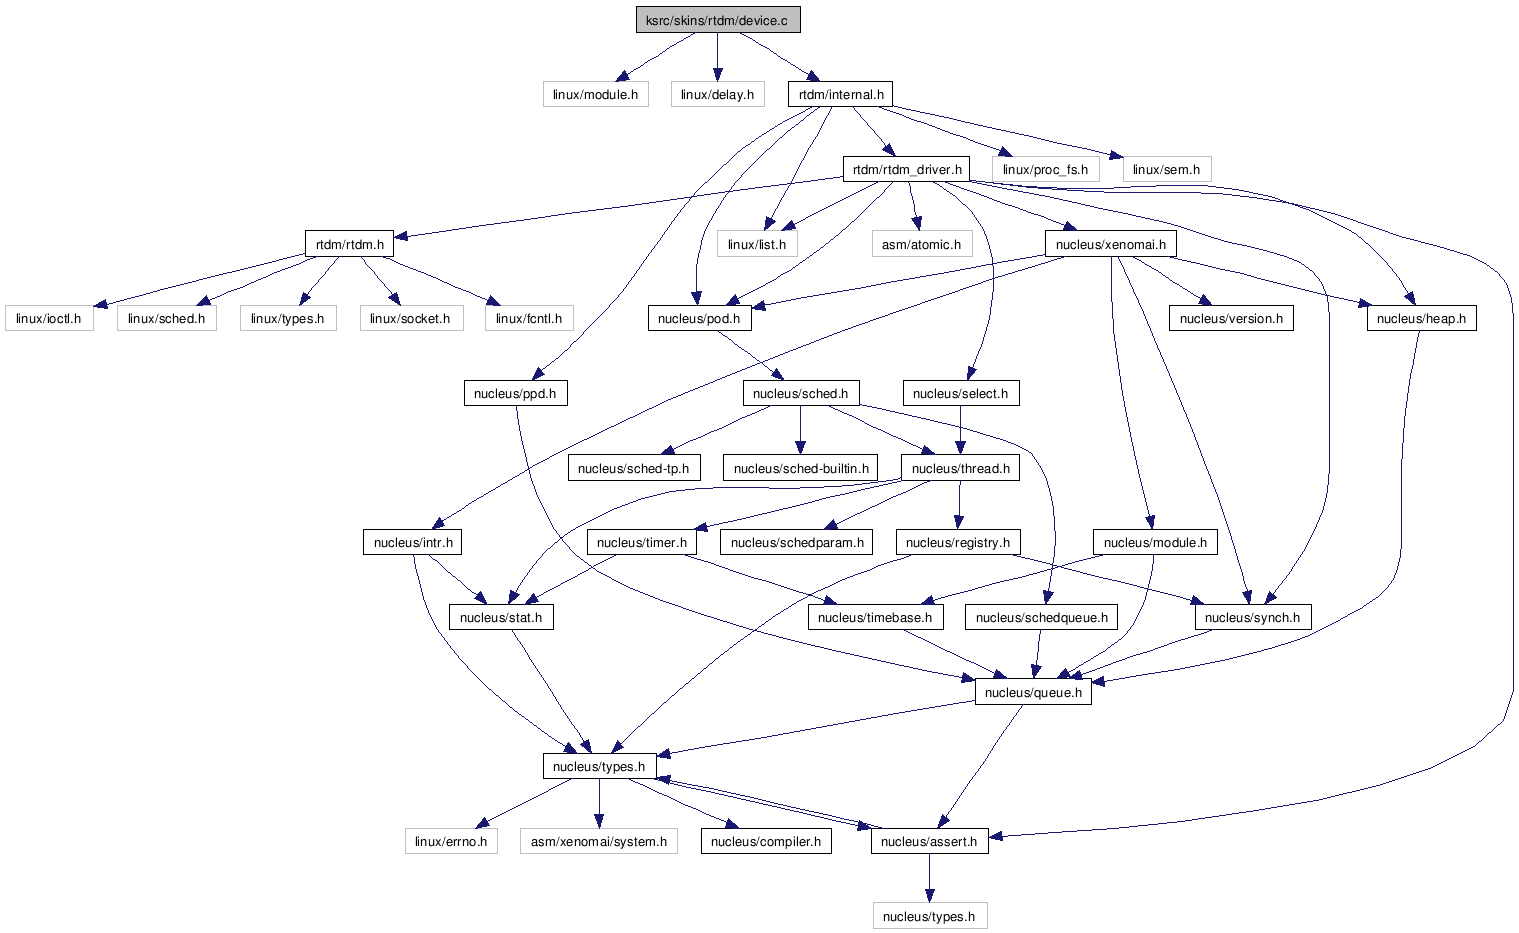 ksrc/skins/rtdm/device.c
linux/module.h
linux/delay.h
rtdm/internal.h
rtdm/rtdm_driver.h
linux/proc_fs.h
linux/sem.h
rtdm/rtdm.h
linux/list.h
asm/atomic.h
nucleus/xenomai.h
linux/ioctl.h
linux/sched.h
linux/types.h
linux/socket.h
linux/fcntl.h
nucleus/pod.h
nucleus/version.h
nucleus/heap.h
nucleus/ppd.h
nucleus/sched.h
nucleus/select.h
nucleus/sched-tp.h
nucleus/sched-builtin.h
nucleus/thread.h
nucleus/intr.h
nucleus/timer.h
nucleus/schedparam.h
nucleus/registry.h
nucleus/module.h
nucleus/stat.h
nucleus/timebase.h
nucleus/schedqueue.h
nucleus/synch.h
nucleus/queue.h
nucleus/types.h
linux/errno.h
asm/xenomai/system.h
nucleus/compiler.h
nucleus/assert.h
nucleus/types.h